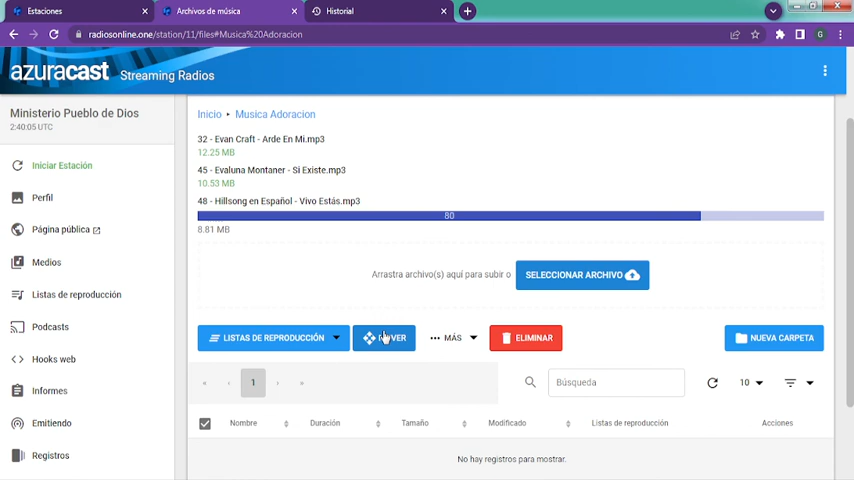 Estaciones
Archivos de música
Historial
radiosonline.one/station/11/files#Musica%20Adoracion
G
azuracast Streaming Radios
Ministerio Pueblo de Dios
2:40:05 UTC
Iniciar Estación
Perfil
Página pública
Medios
Listas de reproducción
Podcasts
Hooks web
Informes
Emitiendo
Registros
Inicio • Musica Adoracion
32 - Evan Craft - Arde En Mi.mp3
12.25 MB
45 - Evaluna Montaner - Si Existe.mp3
10.53 MB
48 - Hillsong en Español - Vivo Estás.mp3
80
8.81 MB
Arrastra archivo(s) aquí para subir o SELECCIONAR ARCHIVO
LISTAS DE REPRODUCCIÓN ••• MÁS ELIMINAR NUEVA CARPETA
« ‹ 1 › » Búsqueda 10
Nombre Duración Tamaño Modificado Listas de reproducción Acciones
No hay registros para mostrar.